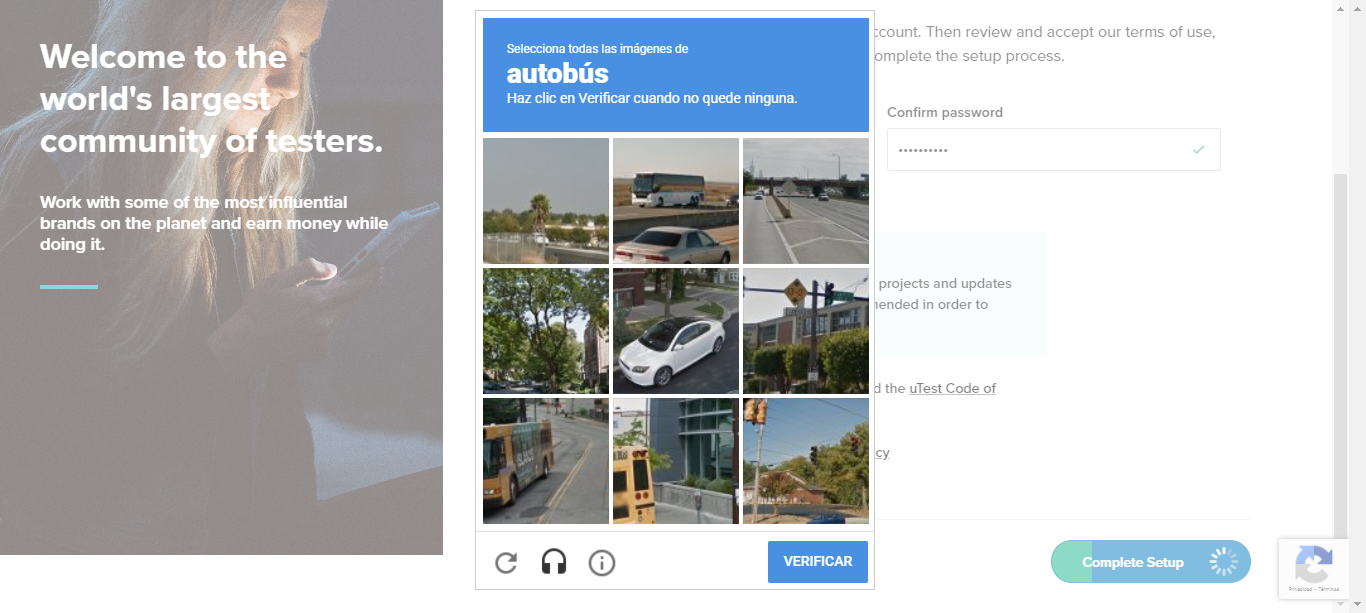 Welcome to the
world's largest
community of testers.
Work with some of the most influential
brands on the planet and earn money while
doing it.
Selecciona todas las imágenes de
autobús
Haz clic en Verificar cuando no quede ninguna.
VERIFICAR
ccount. Then review and accept our terms of use,
omplete the setup process.
Confirm password
••••••••••
projects and updates
mended in order to
d the uTest Code of
cy
Complete Setup
Privacidad - Términos